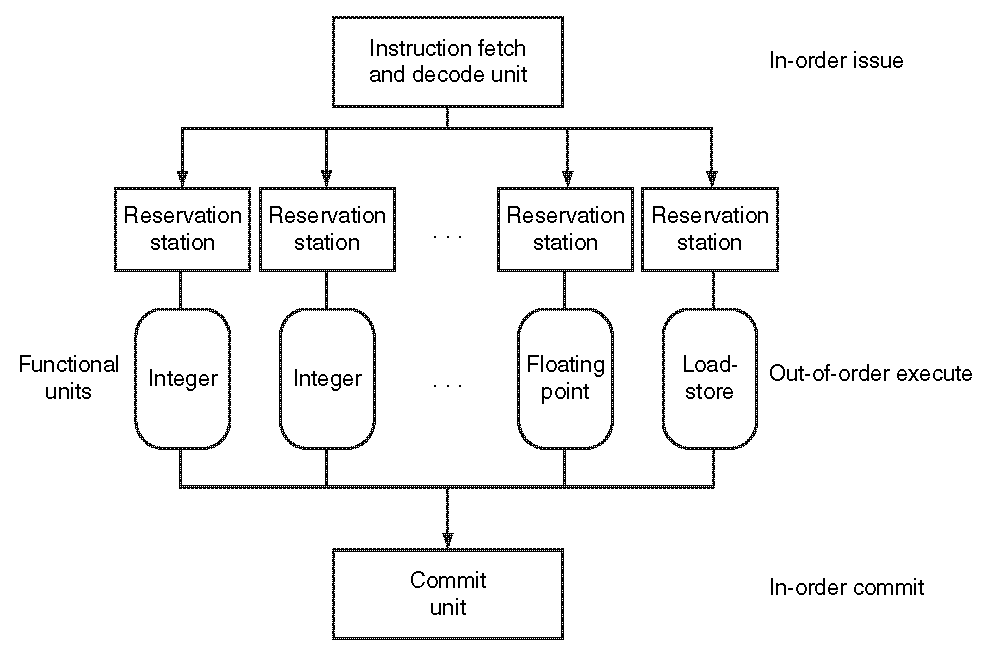 Instruction fetch
and decode unit
In-order issue
Reservation
station
Reservation
station
. . .
Reservation
station
Reservation
station
Functional
units
Integer
Integer
. . .
Floating
point
Load-
store
Out-of-order execute
Commit
unit
In-order commit